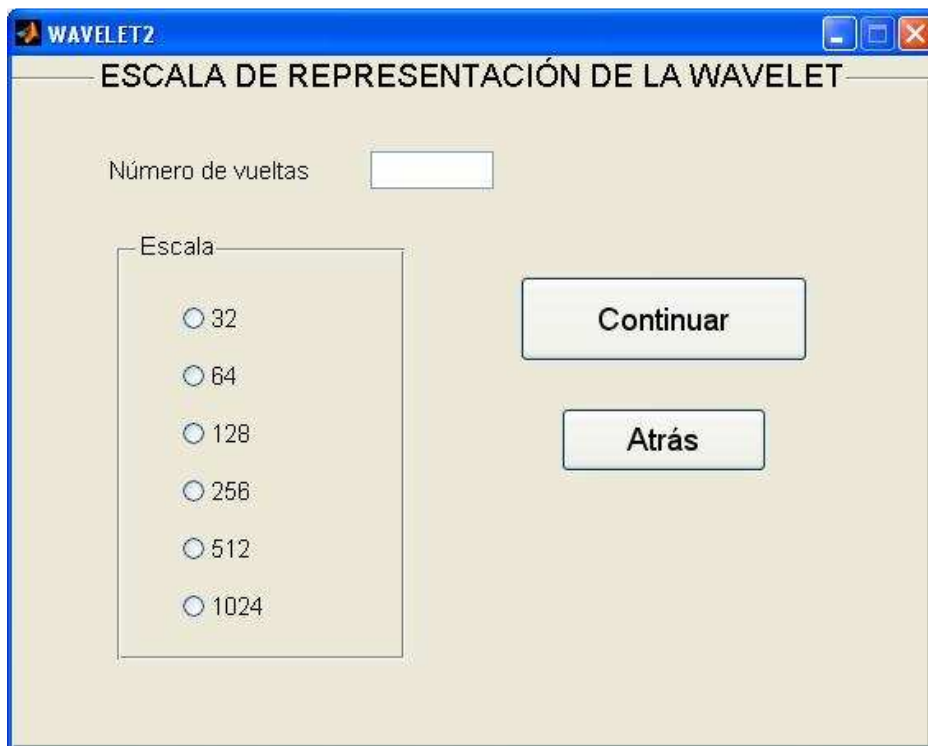 WAVELET2
ESCALA DE REPRESENTACIÓN DE LA WAVELET
Número de vueltas
Escala
32
64
128
256
512
1024
Continuar
Atrás